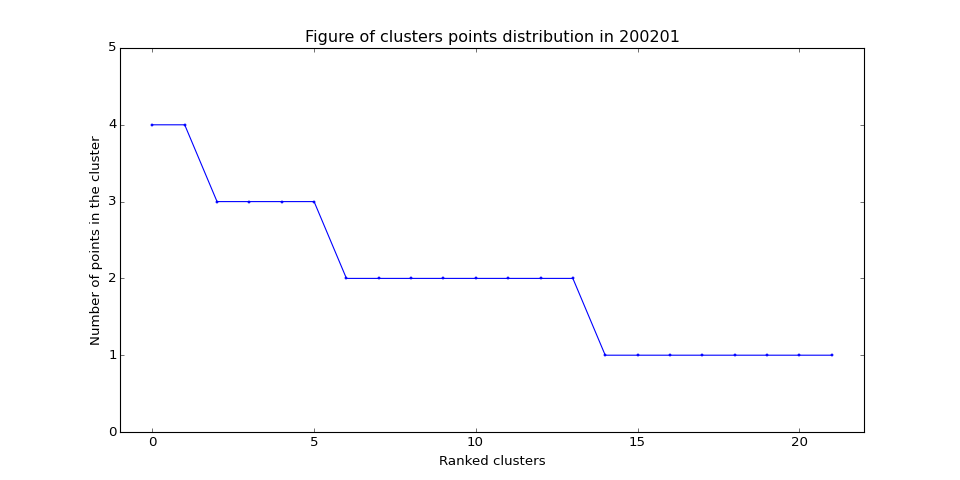 Figure of clusters points distribution in 200201
5
4
3
2
1
0
Number of points in the cluster
0 5 10 15 20
Ranked clusters